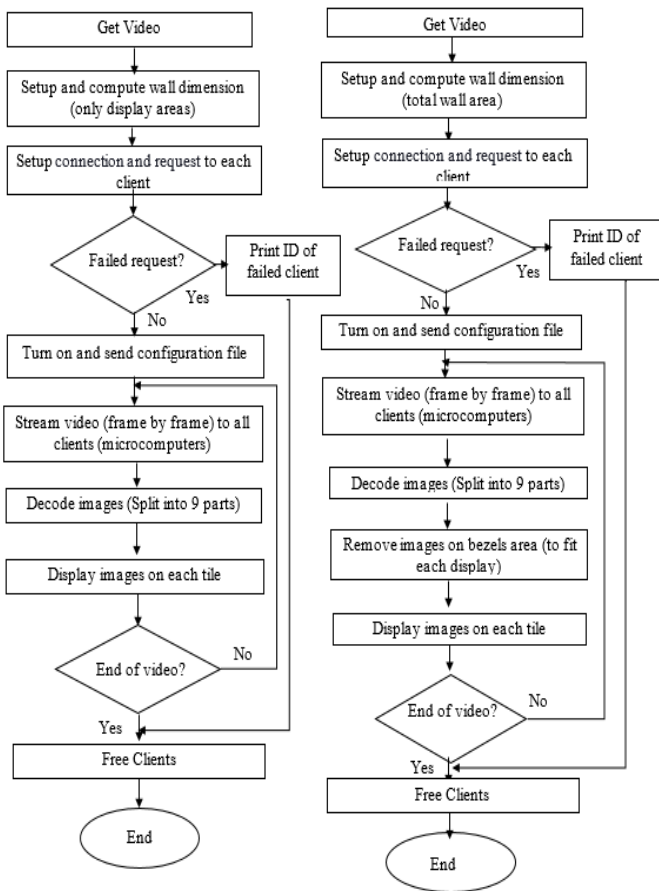 Get Video
Setup and compute wall dimension
(only display areas)
Setup connection and request to each
client
Failed request?
Yes
Print ID of
failed client
No
Turn on and send configuration file
Stream video (frame by frame) to all
clients (microcomputers)
Decode images (Split into 9 parts)
Display images on each tile
End of video?
No
Yes
Free Clients
End
Get Video
Setup and compute wall dimension
(total wall area)
Setup connection and request to each
client
Failed request?
Yes
Print ID of
failed client
No
Turn on and send configuration file
Stream video (frame by frame) to all
clients (microcomputers)
Decode images (Split into 9 parts)
Remove images on bezels area (to fit
each display)
Display images on each tile
End of video?
No
Yes
Free Clients
End